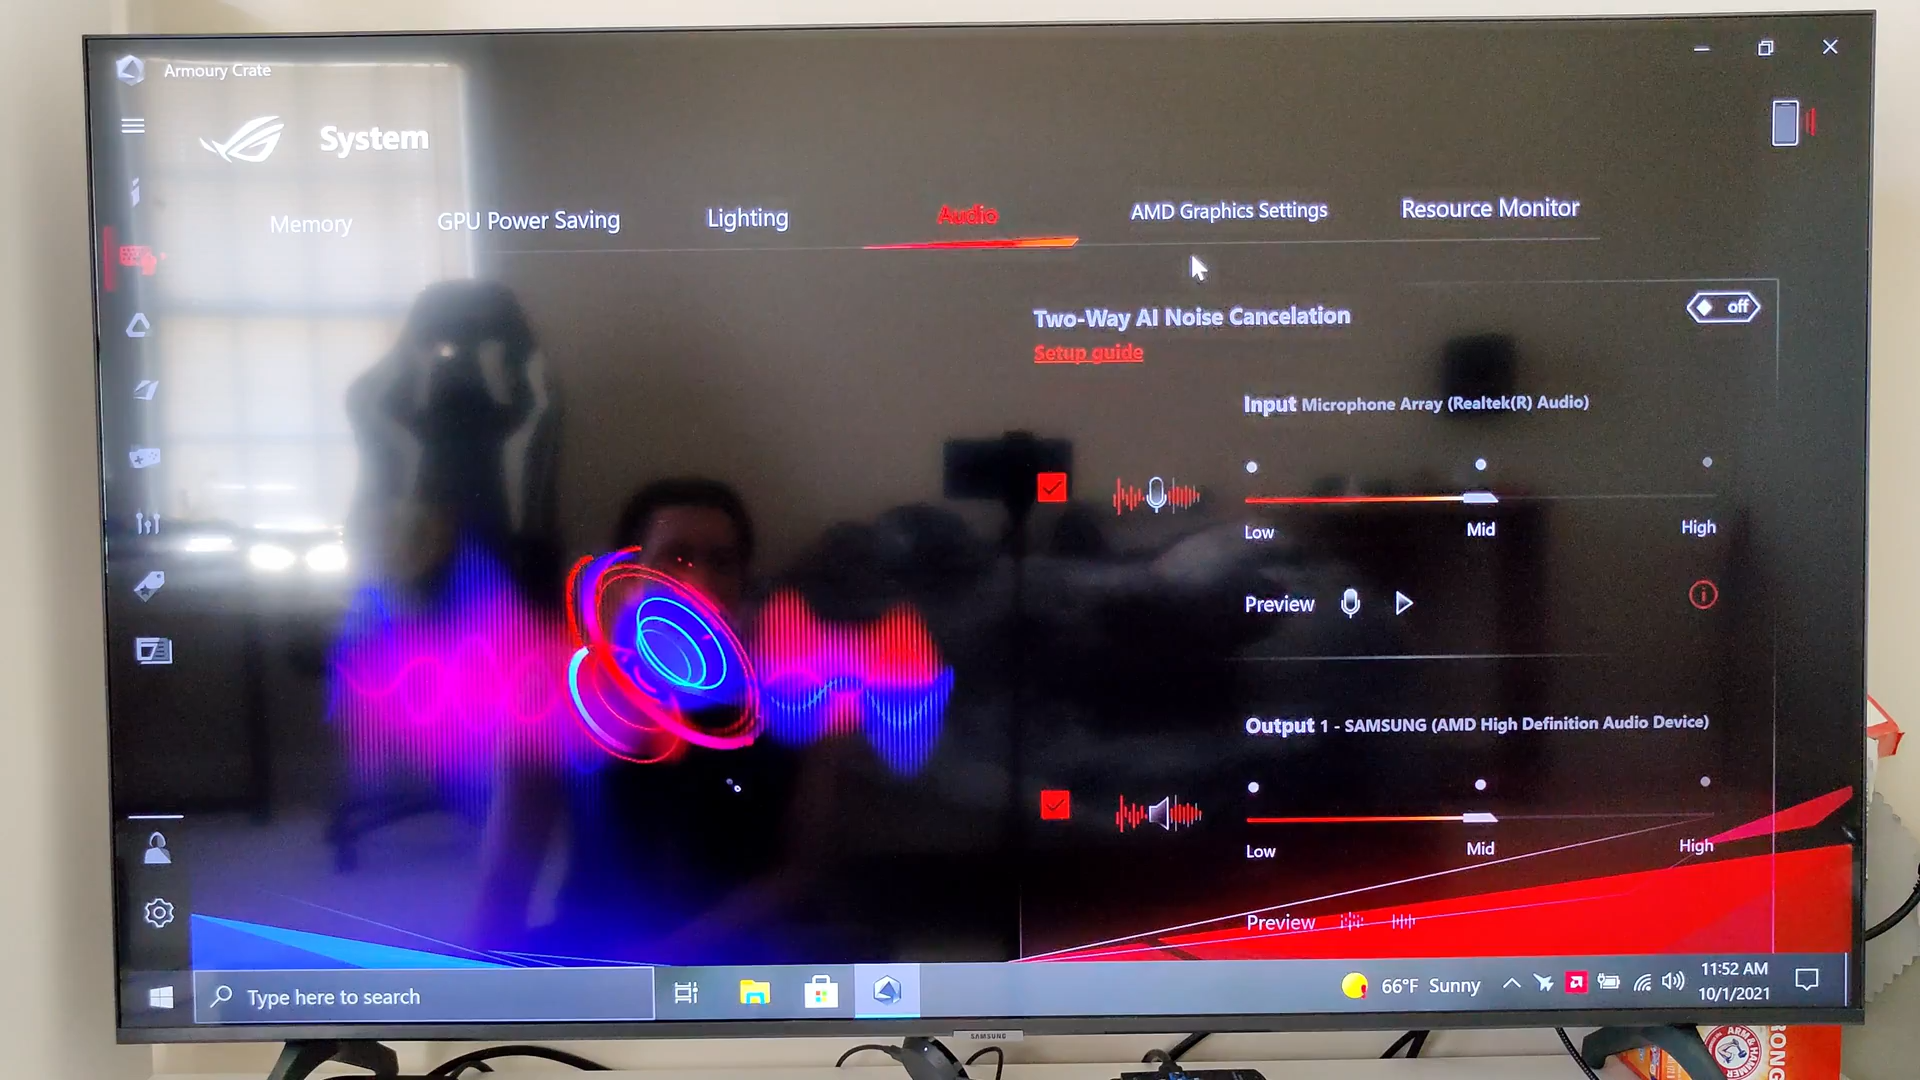 Armoury Crate
System
Memory
GPU Power Saving
Lighting
Audio
AMD Graphics Settings
Resource Monitor
Two-Way AI Noise Cancelation
off
Setup guide
Input Microphone Array (Realtek(R) Audio)
Low
Mid
High
Preview
Output 1 - SAMSUNG (AMD High Definition Audio Device)
Low
Mid
High
Preview
Type here to search
66°F Sunny
11:52 AM
10/1/2021
SAMSUNG
ARM &
HAMMER